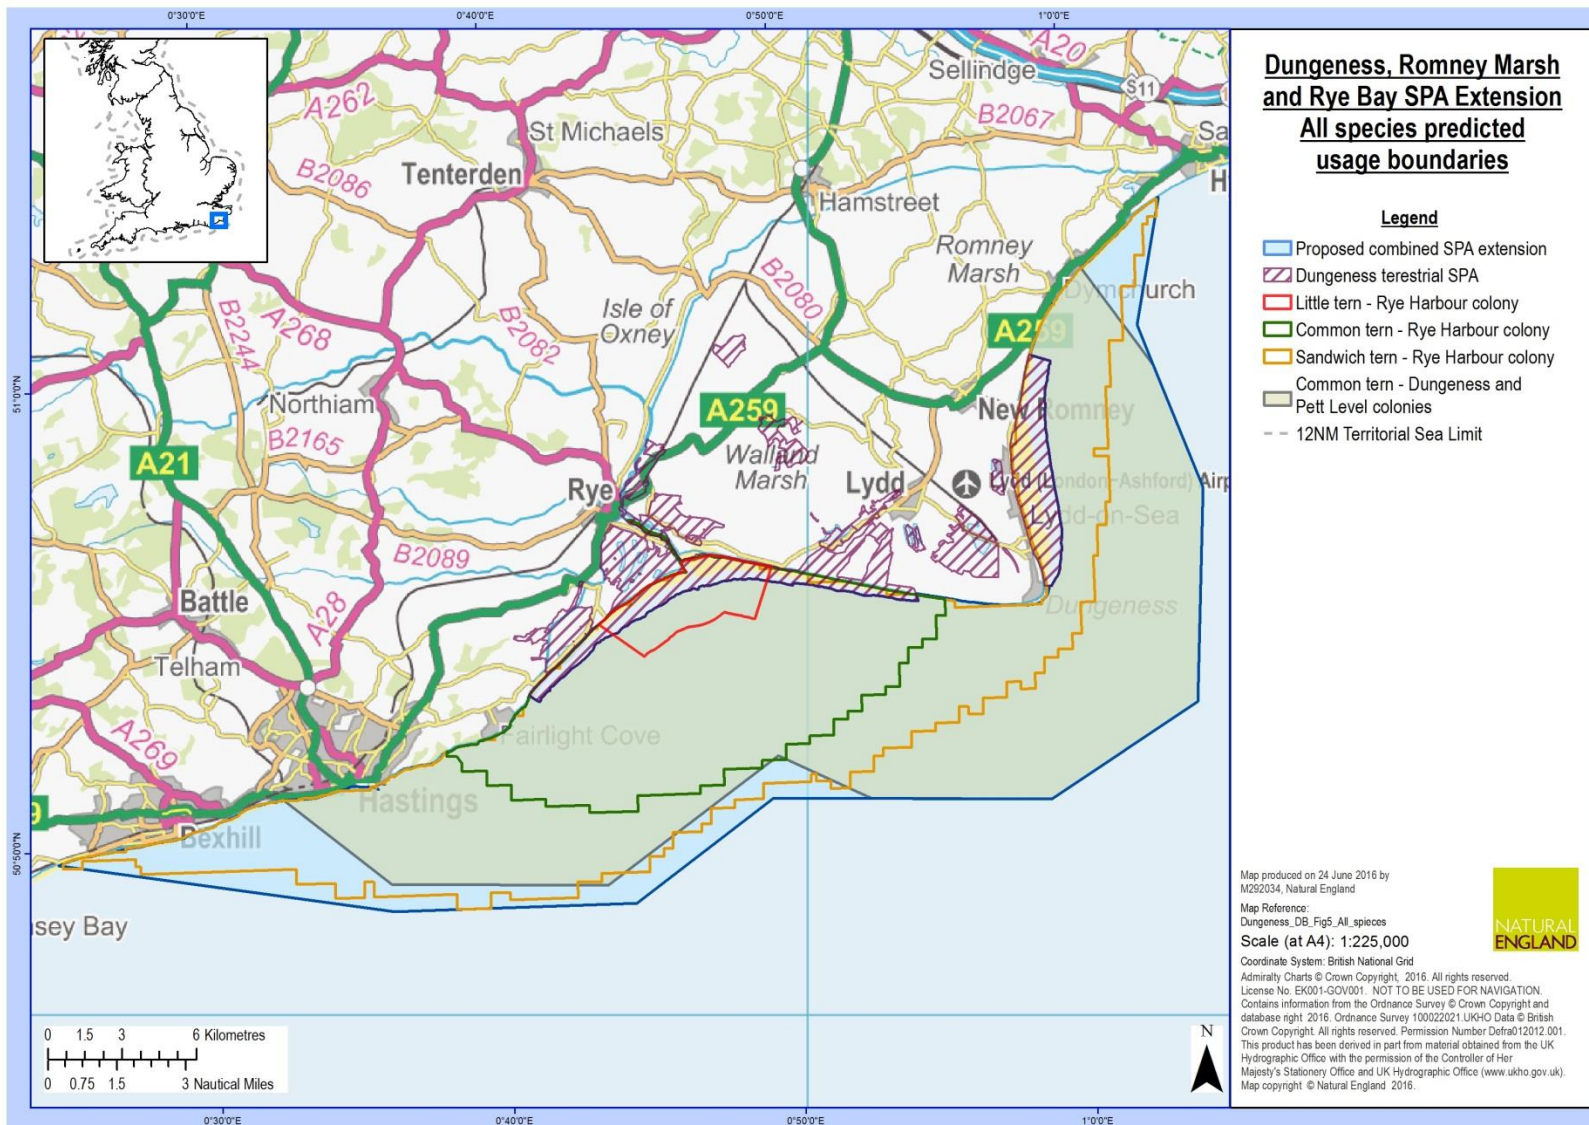 0°30'0"E
0°40'0"E
0°50'0"E
1°0'0"E
Dungeness, Romney Marsh
and Rye Bay SPA Extension
All species predicted
usage boundaries
Legend
Proposed combined SPA extension
Dungeness terestrial SPA
Little tern - Rye Harbour colony
Common tern - Rye Harbour colony
Sandwich tern - Rye Harbour colony
Common tern - Dungeness and
Pett Level colonies
12NM Territorial Sea Limit
A20
Sellindge
S11
A262
St Michaels
B2067
Sa
Tenterden
B2086
H
Hamstreet
Romney
Marsh
B2080
Dymchurch
Isle of
Oxney
B2244
A268
B2082
A259
51°0'0"N
Northiam
A259
New Romney
B2165
A21
Walland
Marsh
Rye
Lydd
Lydd (London-Ashford) Airp
Lydd-on-Sea
B2089
Battle
A28
Dungeness
Telham
Fairlight Cove
A269
Hastings
9
Bexhill
50°50'0"N
nsey Bay
0 1.5 3 6 Kilometres
0 0.75 1.5 3 Nautical Miles
N
0°30'0"E
0°40'0"E
0°50'0"E
1°0'0"E
Map produced on 24 June 2016 by
M292034, Natural England
Map Reference:
Dungeness_DB_Fig5_All_spieces
Scale (at A4): 1:225,000
Coordinate System: British National Grid
Admiralty Charts © Crown Copyright, 2016. All rights reserved.
License No. EK001-GOV001. NOT TO BE USED FOR NAVIGATION.
Contains information from the Ordnance Survey © Crown Copyright and
database right 2016. Ordnance Survey 100022021.UKHO Data © British
Crown Copyright. All rights reserved. Permission Number Defra012012.001.
This product has been derived in part from material obtained from the UK
Hydrographic Office with the permission of the Controller of Her
Majesty's Stationery Office and UK Hydrographic Office (www.ukho.gov.uk).
Map copyright © Natural England 2016.
NATURAL
ENGLAND